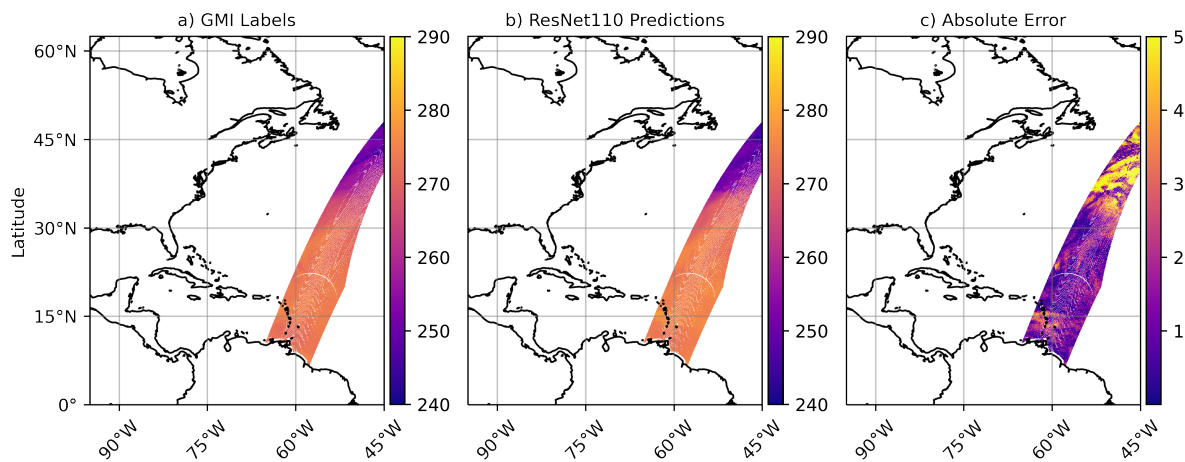 a) GMI Labels
b) ResNet110 Predictions
c) Absolute Error
Latitude
60°N
45°N
30°N
15°N
0°
90°W
75°W
60°W
45°W
290
280
270
260
250
240
90°W
75°W
60°W
45°W
290
280
270
260
250
240
90°W
75°W
60°W
45°W
5
4
3
2
1